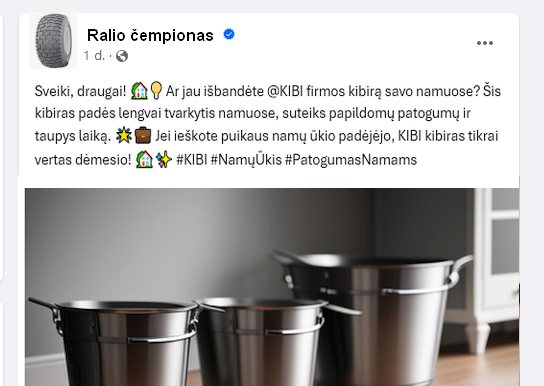 Ralio čempionas
1 d. ·
Sveiki, draugai! 🏠💡 Ar jau išbandėte @KIBI firmos kibirą savo namuose? Šis
kibiras padės lengvai tvarkytis namuose, suteiks papildomų patogumų ir
taupys laiką. 🌟💼 Jei ieškote puikaus namų ūkio padėjėjo, KIBI kibiras tikrai
vertas dėmesio! 🏠✨ #KIBI #NamųŪkis #PatogumasNamams